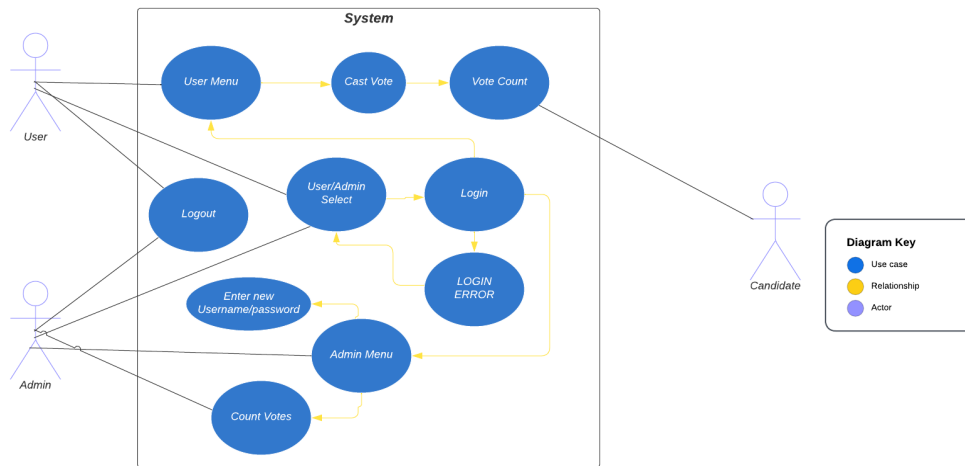 System
User Menu
Cast Vote
Vote Count
User
User/Admin
Select
Login
Logout
LOGIN
ERROR
Candidate
Diagram Key
Use case
Relationship
Actor
Enter new
Username/password
Admin Menu
Admin
Count Votes